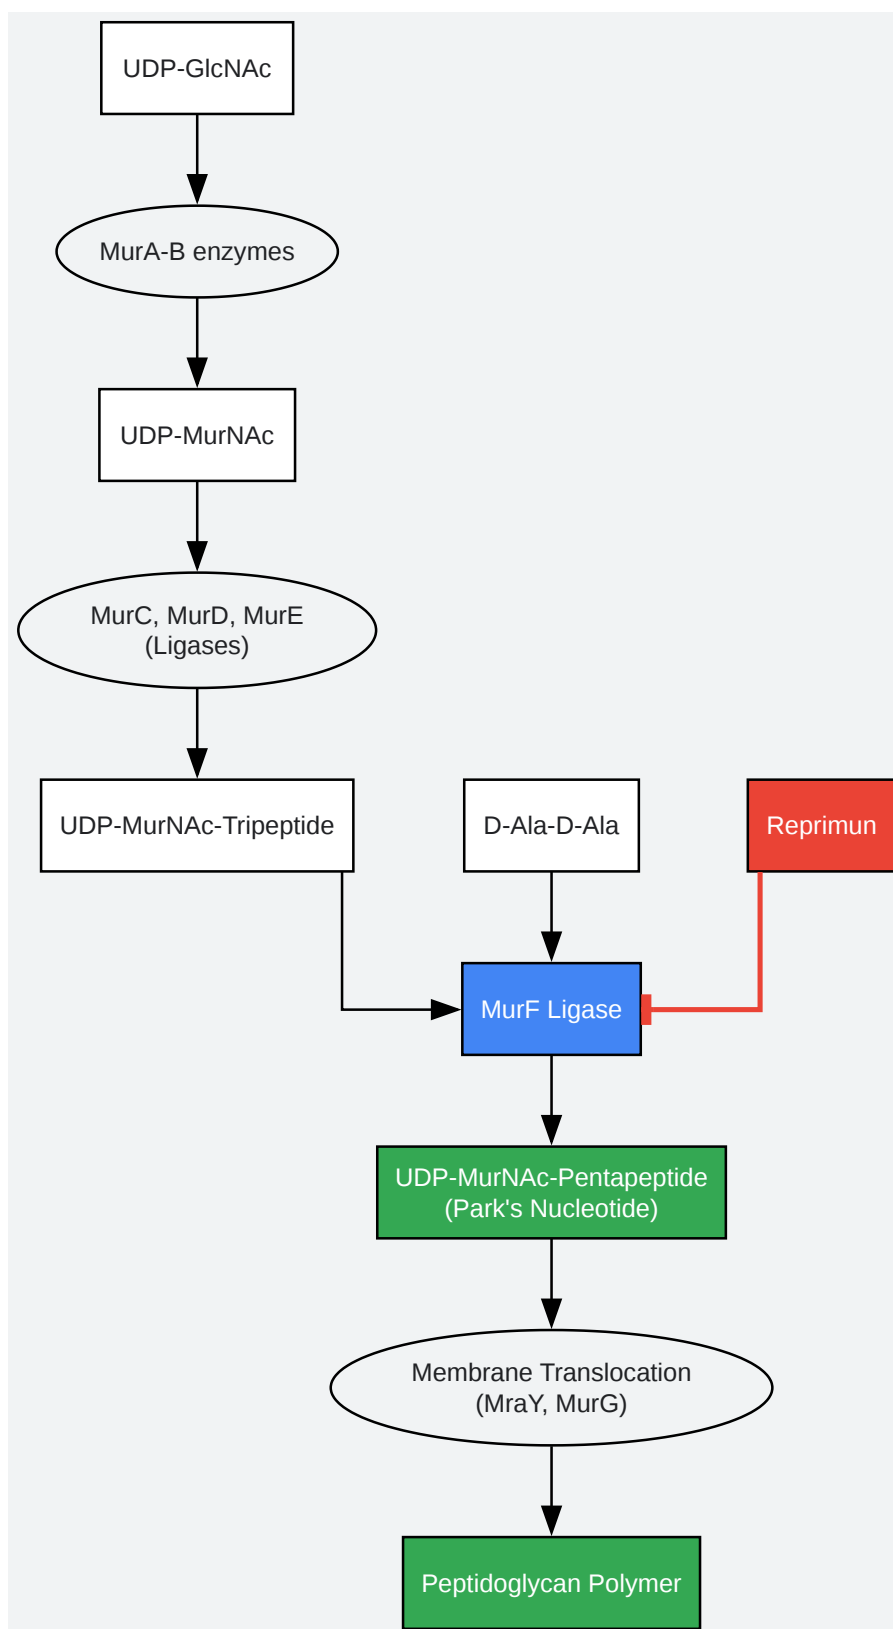 UDP-GlcNAc
MurA-B enzymes
UDP-MurNAc
MurC, MurD, MurE
(Ligases)
UDP-MurNAc-Tripeptide
D-Ala-D-Ala
Reprimun
MurF Ligase
UDP-MurNAc-Pentapeptide
(Park's Nucleotide)
Membrane Translocation
(MraY, MurG)
Peptidoglycan Polymer